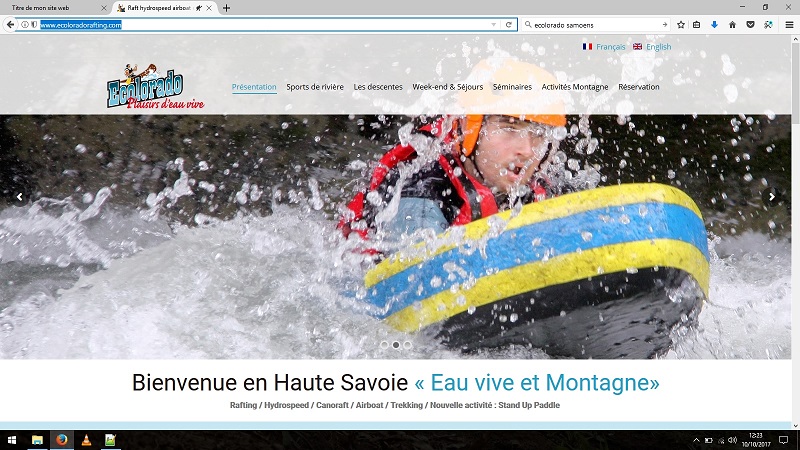 Titre de mon site web
Raft hydrospeed airboat
www.ecoloradorafting.com
ecolorado samoens
Français English
Ecolorado
Plaisirs d'eau vive
Présentation Sports de rivière Les descentes Week-end & Séjours Séminaires Activités Montagne Réservation
Bienvenue en Haute Savoie « Eau vive et Montagne»
Rafting / Hydrospeed / Canoraft / Airboat / Trekking / Nouvelle activité : Stand Up Paddle
12:23
10/10/2017